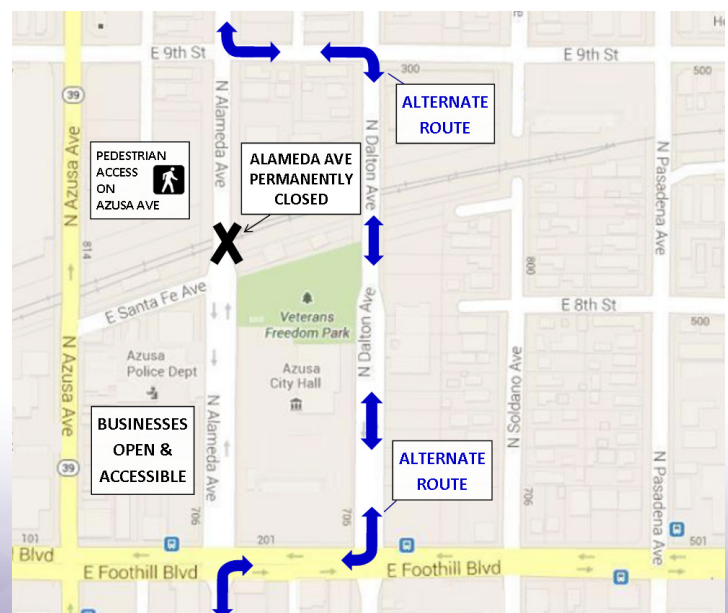 E 9th St
300
E 9th St
500
He
39
N Azusa Ave
N Alameda Ave
ALTERNATE
ROUTE
N Dalton Ave
N Pasadena Ave
PEDESTRIAN
ACCESS
ON
AZUSA AVE
ALAMEDA AVE
PERMANENTLY
CLOSED
X
814
800
E Santa Fe Ave
Veterans
Freedom Park
E 8th St
500
N Azusa Ave
Azusa
Police Dept
Azusa
City Hall
N Dalton Ave
N Soldano Ave
BUSINESSES
OPEN &
ACCESSIBLE
N Alameda Ave
ALTERNATE
ROUTE
39
N Pasadena Ave
706
706
706
101
201
501
Blvd
E Foothill Blvd
E Foothill Blvd